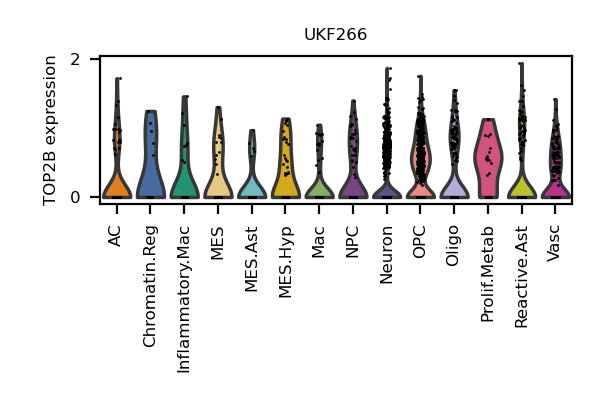 UKF266
TOP2B expression
2
0
AC
Chromatin.Reg
Inflammatory.Mac
MES
MES.Ast
MES.Hyp
Mac
NPC
Neuron
OPC
Oligo
Prolif.Metab
Reactive.Ast
Vasc